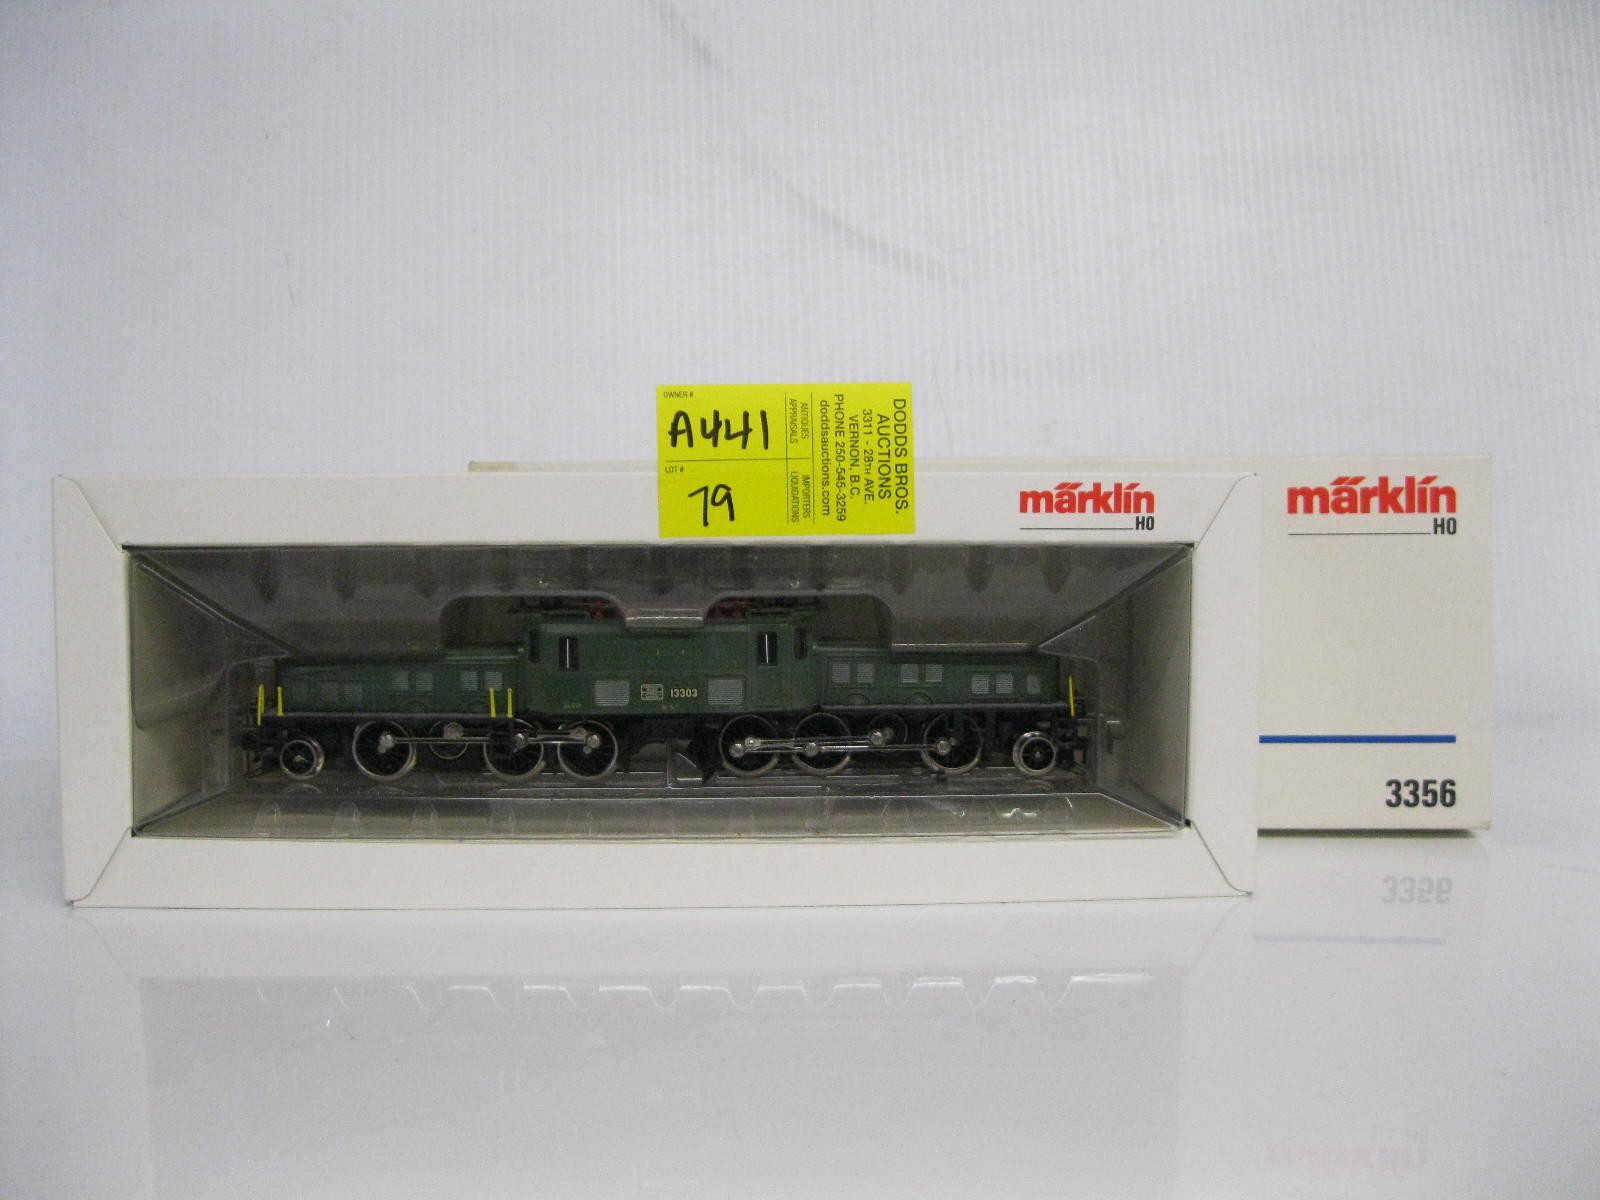 OWNER #
A441
LOT #
79
ANTIQUES
APPRAISALS
IMPORTERS
LIQUIDATIONS
DODDS BROS.
AUCTIONS
3311 - 28TH AVE.
VERNON, B.C.
PHONE 250-545-3259
doddsauctions.com
märklin
HO
märklin
HO
13303
3356